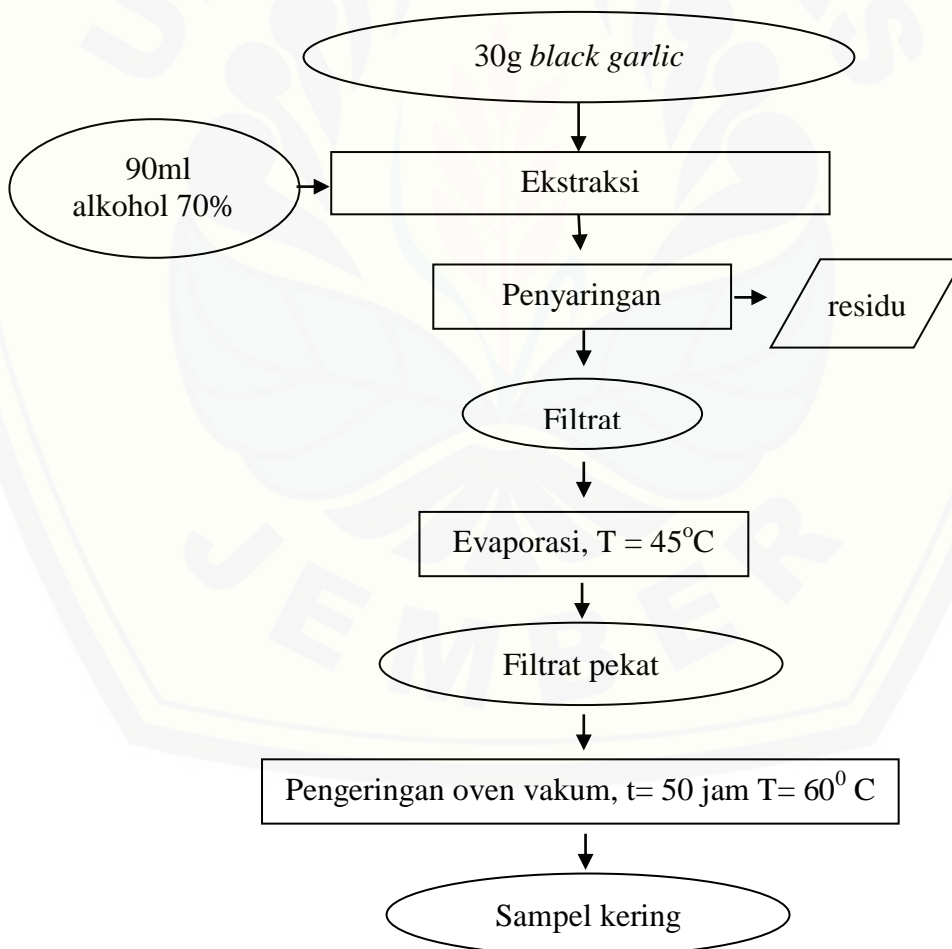 30g black garlic
90ml
alkohol 70%
Ekstraksi
Penyaringan
residu
Filtrat
Evaporasi, T = 45°C
Filtrat pekat
Pengeringan oven vakum, t= 50 jam T= 60⁰ C
Sampel kering
JEMBER